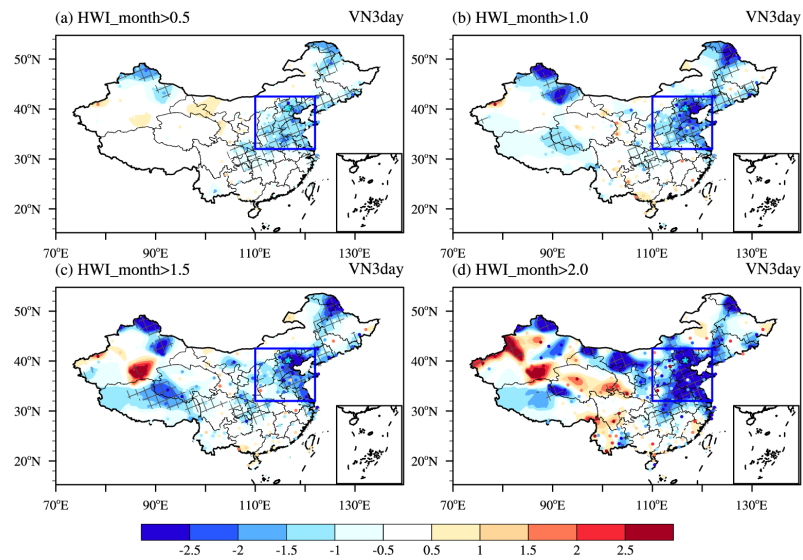 (a) HWI_month>0.5 VN3day
(b) HWI_month>1.0 VN3day
50°N
40°N
30°N
20°N
50°N
40°N
30°N
20°N
70°E 90°E 110°E 130°E
70°E 90°E 110°E 130°E
(c) HWI_month>1.5 VN3day
(d) HWI_month>2.0 VN3day
50°N
40°N
30°N
20°N
50°N
40°N
30°N
20°N
70°E 90°E 110°E 130°E
70°E 90°E 110°E 130°E
-2.5 -2 -1.5 -1 -0.5 0.5 1 1.5 2 2.5